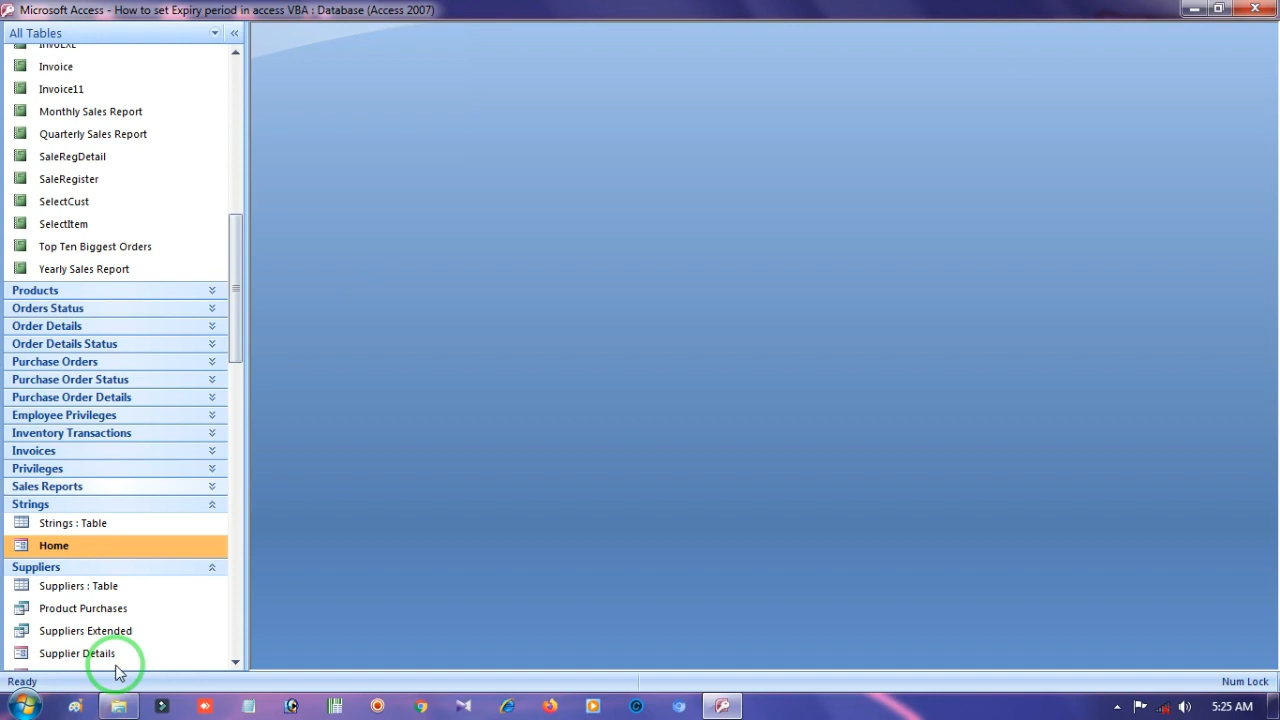 Microsoft Access - How to set Expiry period in access VBA : Database (Access 2007)
All Tables
InvoExL
Invoice
Invoice11
Monthly Sales Report
Quarterly Sales Report
SaleRegDetail
SaleRegister
SelectCust
SelectItem
Top Ten Biggest Orders
Yearly Sales Report
Products
Orders Status
Order Details
Order Details Status
Purchase Orders
Purchase Order Status
Purchase Order Details
Employee Privileges
Inventory Transactions
Invoices
Privileges
Sales Reports
Strings
Strings : Table
Home
Suppliers
Suppliers : Table
Product Purchases
Suppliers Extended
Supplier Details
Ready
Num Lock
5:25 AM